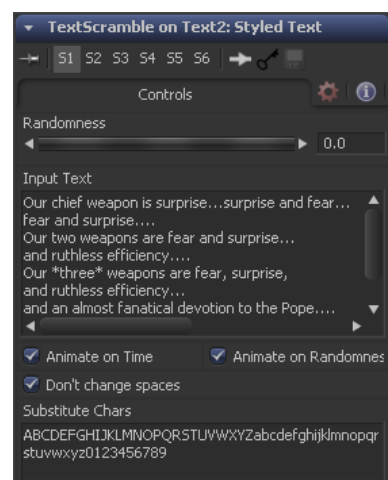 TextScramble on Text2: Styled Text
S1 S2 S3 S4 S5 S6
Controls
Randomness
0.0
Input Text
Our chief weapon is surprise...surprise and fear...
fear and surprise....
Our two weapons are fear and surprise...
and ruthless efficiency....
Our *three* weapons are fear, surprise,
and ruthless efficiency...
and an almost fanatical devotion to the Pope....
Animate on Time Animate on Randomnes
Don't change spaces
Substitute Chars
ABCDEFGHIJKLMNOPQRSTUVWXYZabcdefghijklmnopqr
stuvwxyz0123456789